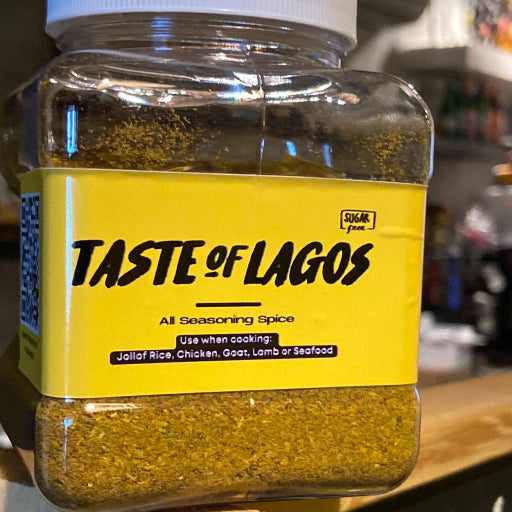 SUGAR
free
TASTE OF LAGOS
All Seasoning Spice
Use when cooking:
Jollof Rice, Chicken, Goat, Lamb or Seafood